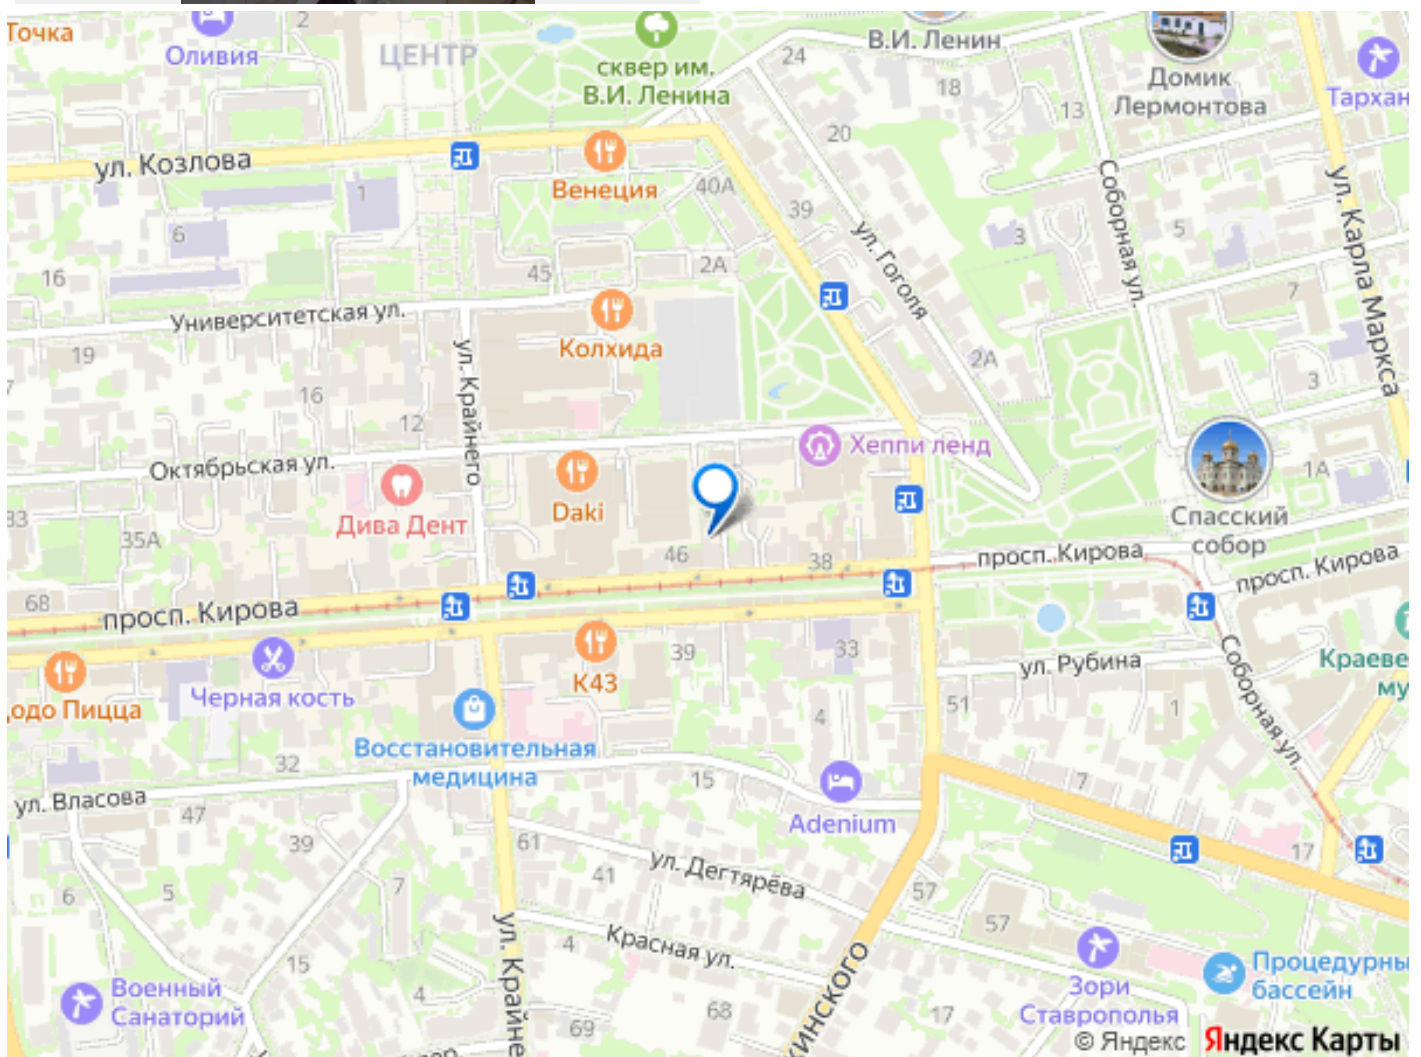 Точка
2
Оливия
ЦЕНТР
сквер им.
В.И. Ленина
24
В.И. Ленин
18
Домик
Лермонтова
Тархан
13
20
ул. Козлова
Венеция
40А
39
1
6
Соборная ул.
5
ул. Карла Маркса
3
ул. Гоголя
16
45
2А
7
Университетская ул.
Колхида
19
ул. Крайнего
16
12
2А
3
Октябрьская ул.
Хеппи ленд
1А
Дива Дент
Daki
33
35А
46
38
Спасский
собор
просп. Кирова
просп. Кирова
68
просп. Кирова
39
33
К43
ул. Рубина
Краеве
му
Черная кость
одо Пицца
51
1
4
Соборная ул.
Восстановительная
медицина
32
15
7
ул. Власова
47
Adenium
39
61
17
ул. Дегтярёва
41
6
5
7
57
57
ул. Крайне
4
Красная ул.
15
Военный
Санаторий
4
68
69
кинского
Зори
Ставрополья
Процедурны
бассейн
© Яндекс
Яндекс Карты